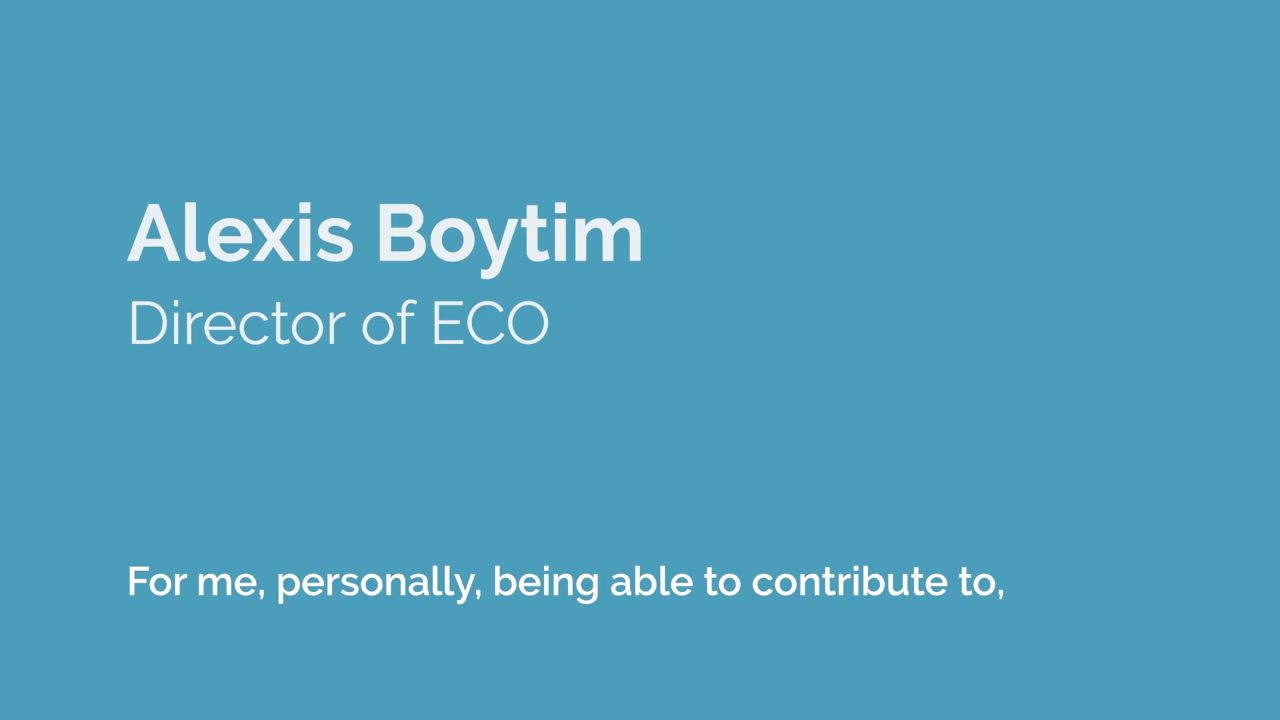 Alexis Boytim
Director of ECO
For me, personally, being able to contribute to,